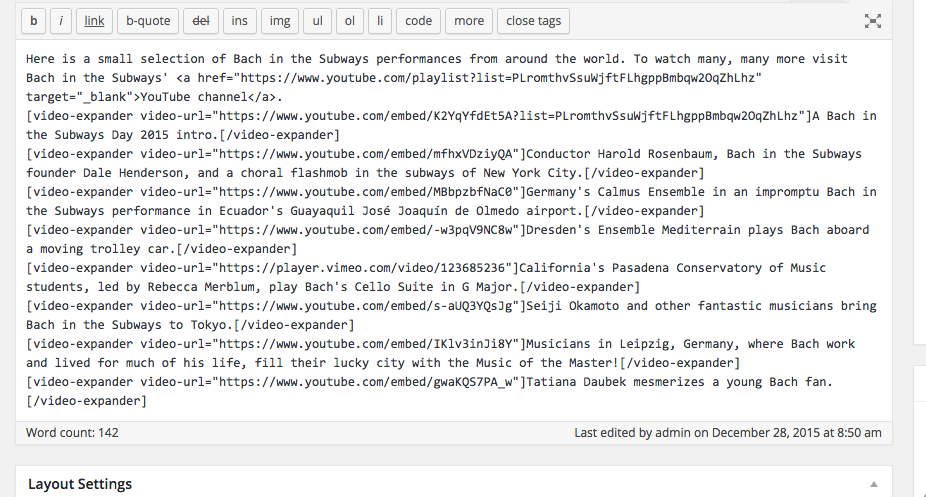 b i link b-quote del ins img ul ol li code more close tags
Here is a small selection of Bach in the Subways performances from around the world. To watch many, many more visit
Bach in the Subways' <a href="https://www.youtube.com/playlist?list=PLromthvSsuWjftFLhgppBmbqw2OqZhLhz"
target="_blank">YouTube channel</a>.
[video-expander video-url="https://www.youtube.com/embed/K2YqYfdEt5A?list=PLromthvSsuWjftFLhgppBmbqw2OqZhLhz"]A Bach in
the Subways Day 2015 intro.[/video-expander]
[video-expander video-url="https://www.youtube.com/embed/mfhxVDziyQA"]Conductor Harold Rosenbaum, Bach in the Subways
founder Dale Henderson, and a choral flashmob in the subways of New York City.[/video-expander]
[video-expander video-url="https://www.youtube.com/embed/MBbpzbfNaC0"]Germany's Calmus Ensemble in an impromptu Bach in
the Subways performance in Ecuador's Guayaquil José Joaquín de Olmedo airport.[/video-expander]
[video-expander video-url="https://www.youtube.com/embed/-w3pqV9NC8w"]Dresden's Ensemble Mediterrain plays Bach aboard
a moving trolley car.[/video-expander]
[video-expander video-url="https://player.vimeo.com/video/123685236"]California's Pasadena Conservatory of Music
students, led by Rebecca Merblum, play Bach's Cello Suite in G Major.[/video-expander]
[video-expander video-url="https://www.youtube.com/embed/s-aUQ3YQsJg"]Seiji Okamoto and other fantastic musicians bring
Bach in the Subways to Tokyo.[/video-expander]
[video-expander video-url="https://www.youtube.com/embed/IKlv3inJi8Y"]Musicians in Leipzig, Germany, where Bach work
and lived for much of his life, fill their lucky city with the Music of the Master![/video-expander]
[video-expander video-url="https://www.youtube.com/embed/gwaKQS7PA_w"]Tatiana Daubek mesmerizes a young Bach fan.
[/video-expander]
Word count: 142 Last edited by admin on December 28, 2015 at 8:50 am
Layout Settings